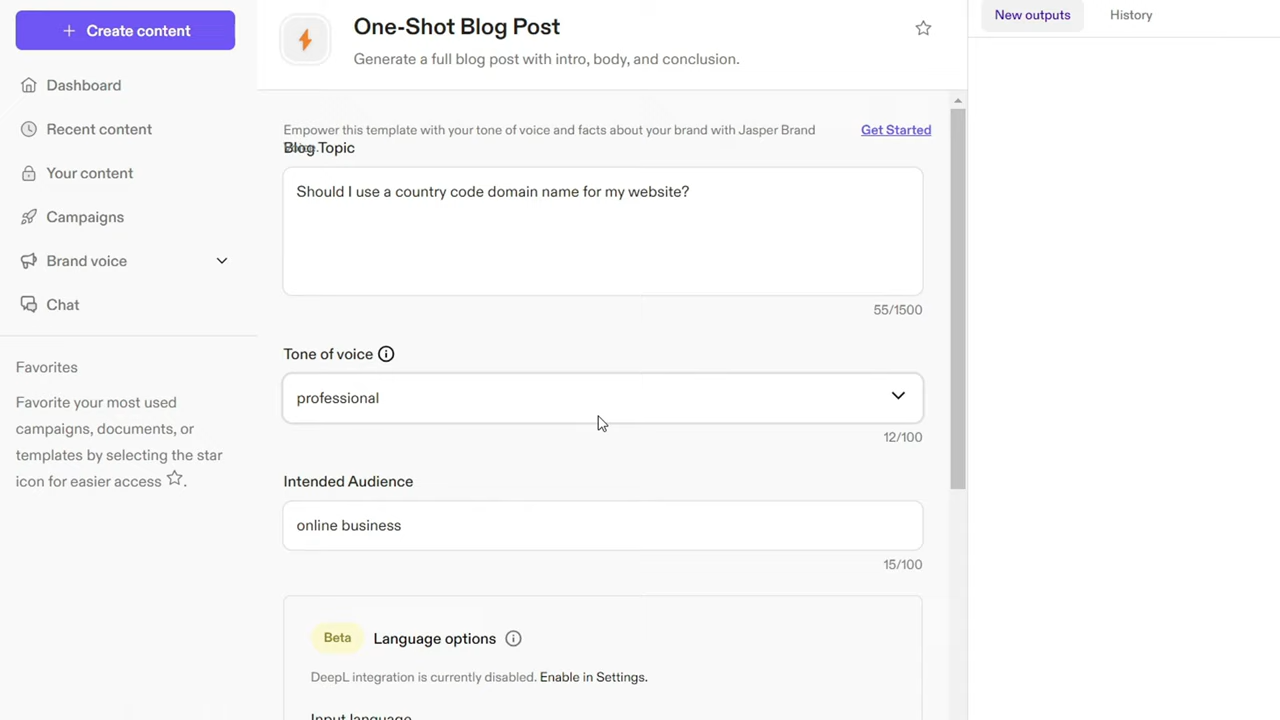 + Create content
Dashboard
Recent content
Your content
Campaigns
Brand voice
Chat
Favorites
Favorite your most used
campaigns, documents, or
templates by selecting the star
icon for easier access ☆.
One-Shot Blog Post
Generate a full blog post with intro, body, and conclusion.
Empower this template with your tone of voice and facts about your brand with Jasper Brand
Get Started
Blog Topic
Should I use a country code domain name for my website?
55/1500
Tone of voice
professional
12/100
Intended Audience
online business
15/100
Beta Language options
DeepL integration is currently disabled. Enable in Settings.
Input language
New outputs
History